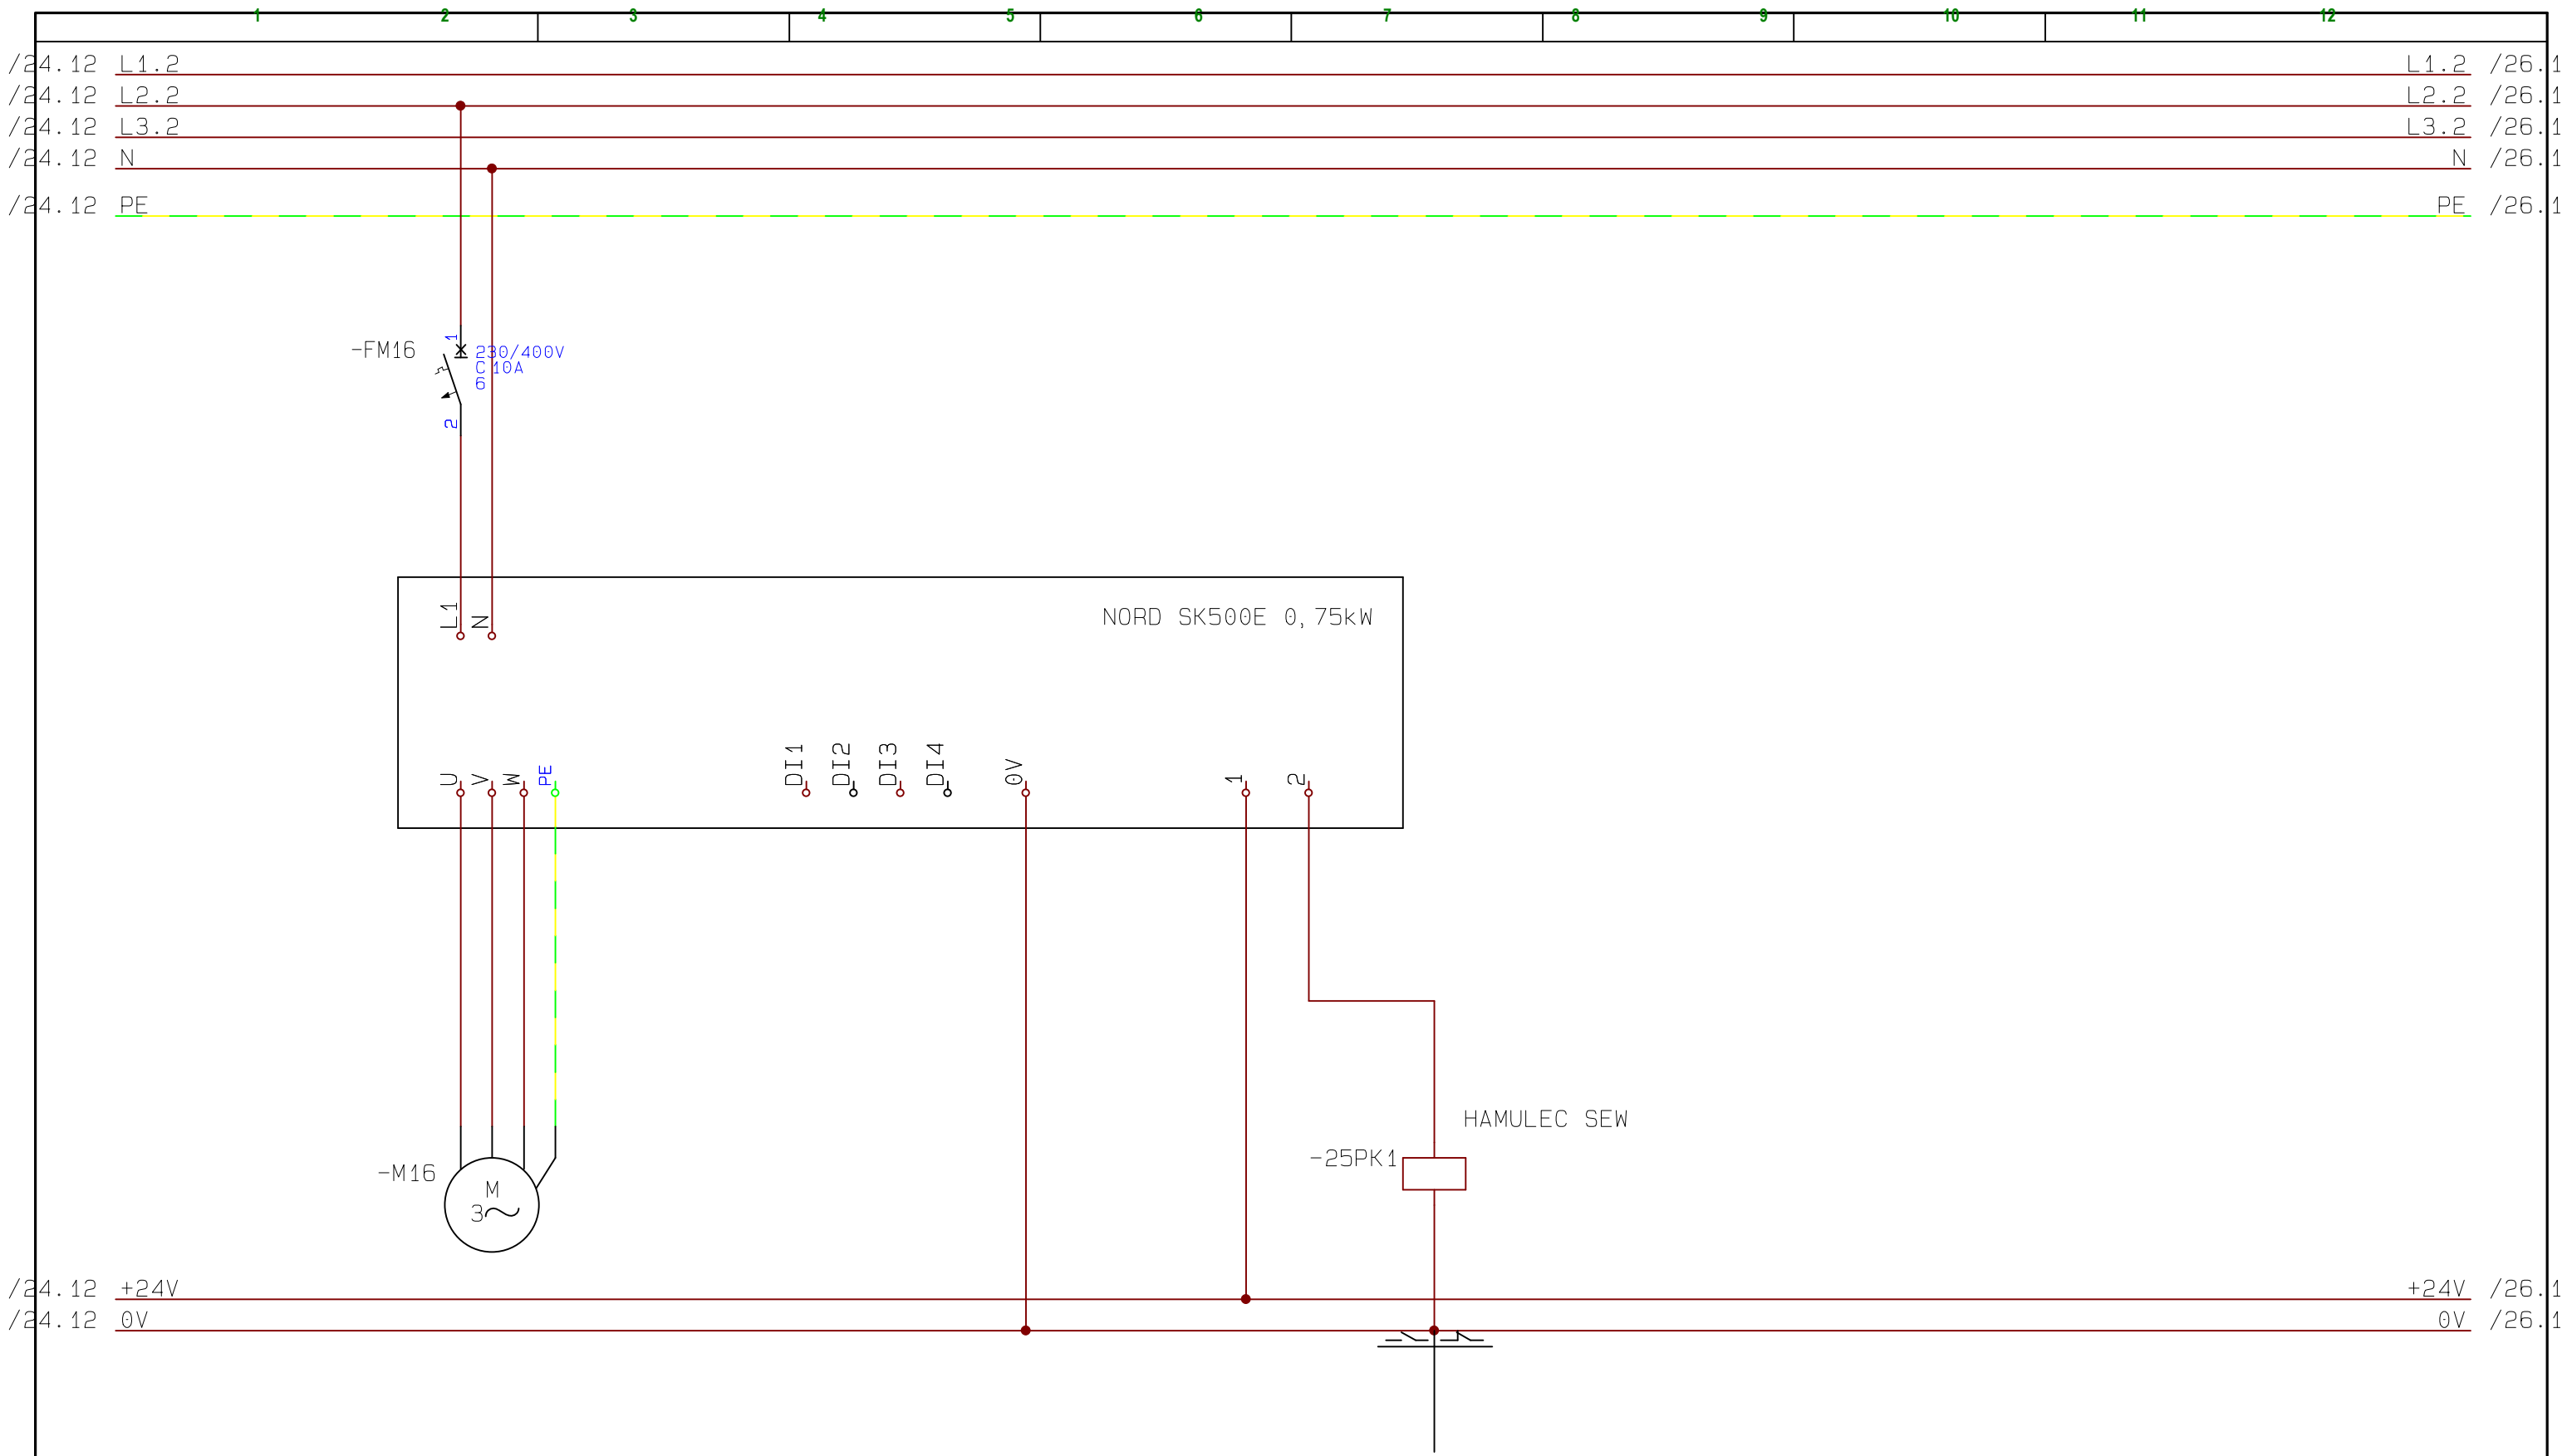 1 2 3 4 5 6 7 8 9 10 11 12
/24.12 L1.2 L1.2 /26.1
/24.12 L2.2 L2.2 /26.1
/24.12 L3.2 L3.2 /26.1
/24.12 N N /26.1
/24.12 PE PE /26.1
1
-FM16 230/400V
C10A
6
2
L1 N NORD SK500E 0,75kW
U V W PE DI1 DI2 DI3 DI4 0V 1 2
HAMULEC SEW
-25PK1
-M16
M
3~
/24.12 +24V +24V /26.1
/24.12 0V 0V /26.1